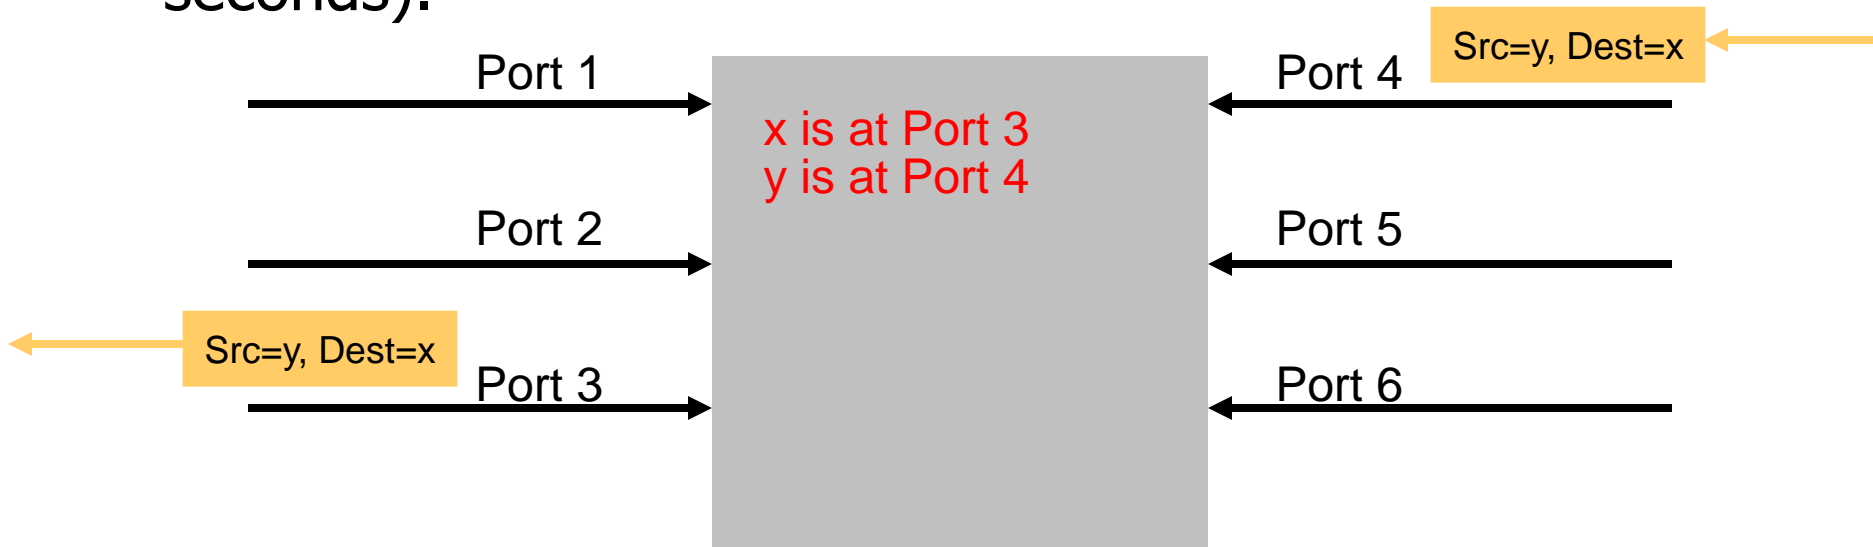 seconds).
Src=y, Dest=x
Port 1
Port 4
x is at Port 3
y is at Port 4
Port 2
Port 5
Src=y, Dest=x
Port 3
Port 6